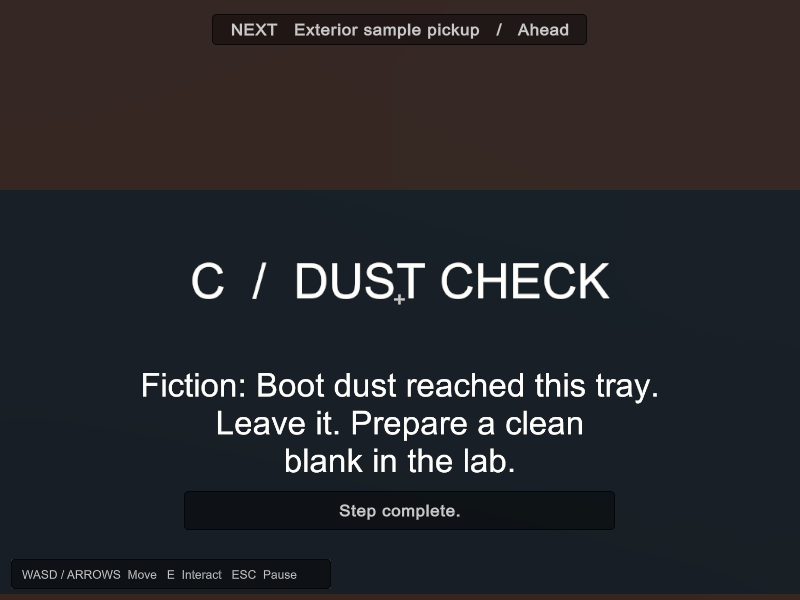 NEXT Exterior sample pickup / Ahead
C / DUST CHECK
Fiction: Boot dust reached this tray.
Leave it. Prepare a clean
blank in the lab.
Step complete.
WASD / ARROWS Move E Interact ESC Pause